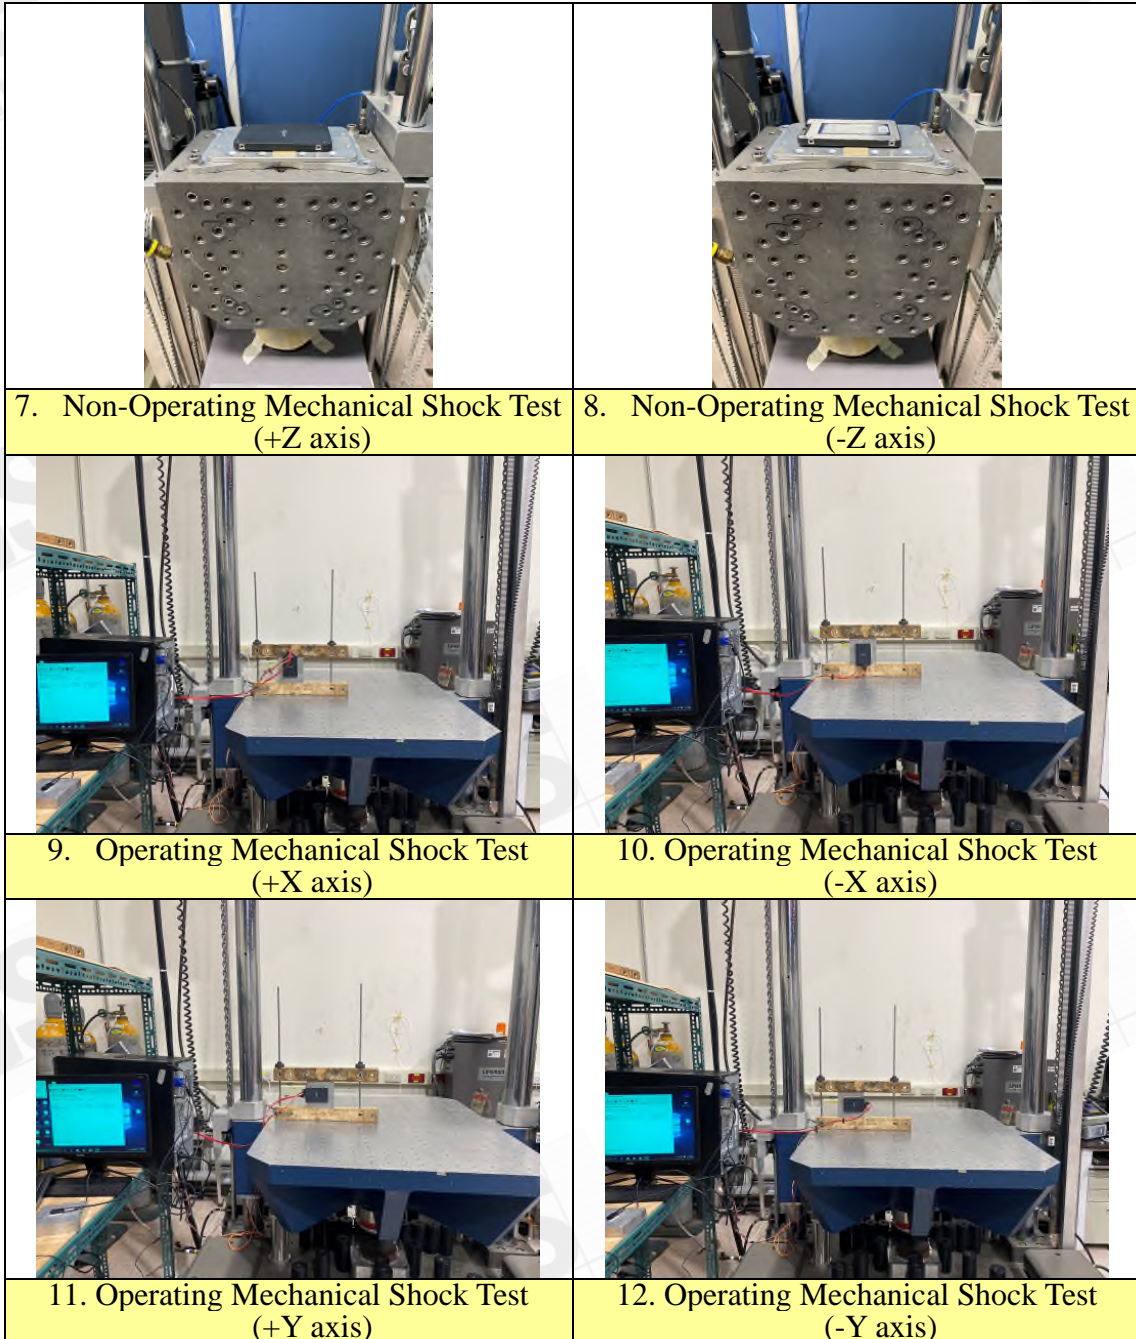 7. Non-Operating Mechanical Shock Test
(+Z axis)
8. Non-Operating Mechanical Shock Test
(-Z axis)
9. Operating Mechanical Shock Test
(+X axis)
10. Operating Mechanical Shock Test
(-X axis)
11. Operating Mechanical Shock Test
(+Y axis)
12. Operating Mechanical Shock Test
(-Y axis)